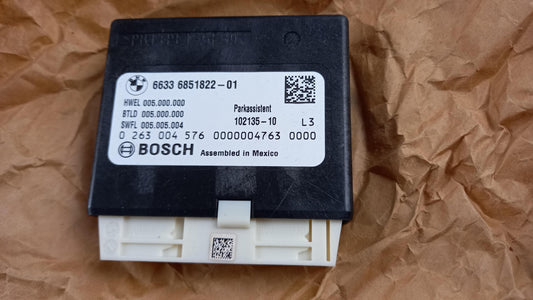 6633 6851822-01
HWEL 005.000.000
BTLD 005.000.000
SWFL 005.005.004
Parkassistent
102135-10 L3
0 263 004 576 0000004763 0000
BOSCH Assembled in Mexico